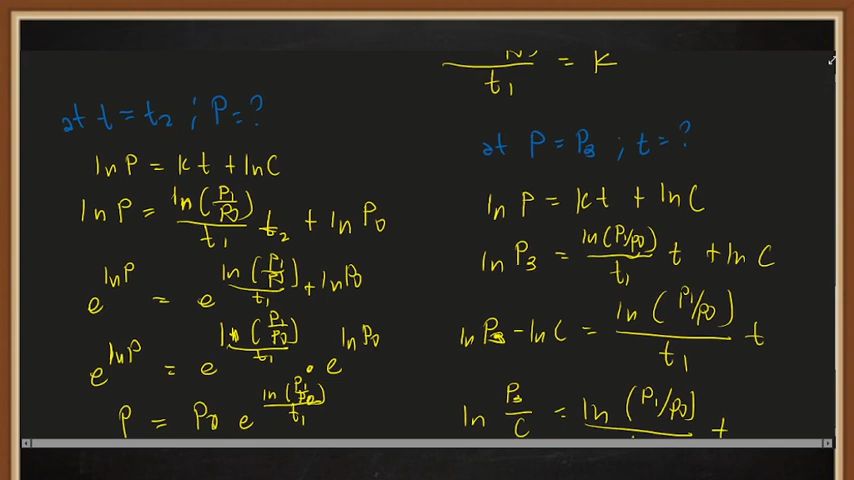 at t = t₂ ; P = ?
ln P = kt + ln C
ln P = ln(P₁/P₀)/t₁ t₂ + ln P₀
e^(ln P) = e^(ln(P₁/P₀)/t₁ + ln P₀)
e^(ln P) = e^(ln(P₁/P₀)/t₁) · e^(ln P₀)
P = P₀ e^(ln(P₁/P₀)/t₁)
/t₁ = k
at P = P₃ ; t = ?
ln P = kt + ln C
ln P₃ = ln(P₁/P₀)/t₁ t + ln C
ln P₃ - ln C = ln(P₁/P₀)/t₁ t
ln P₃/C = ln(P₁/P₀) t